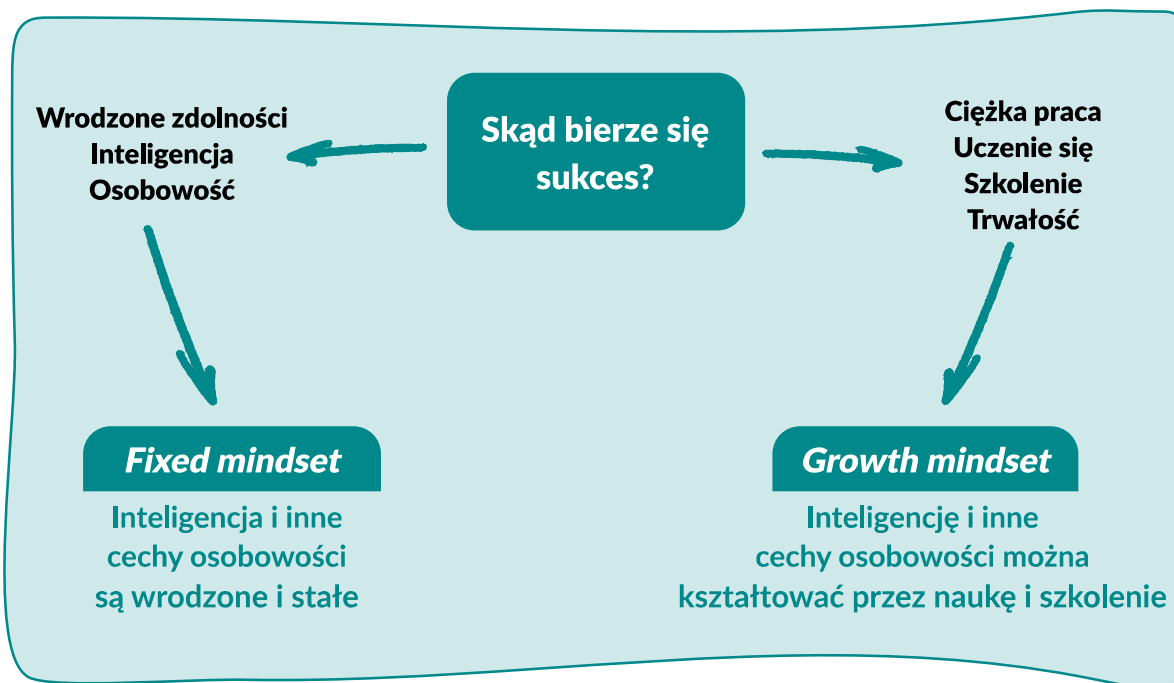 Skąd bierze się
sukces?
Wrodzone zdolności
Inteligencja
Osobowość
Ciężka praca
Uczenie się
Szkolenie
Trwałość
Fixed mindset
Inteligencja i inne
cechy osobowości
są wrodzone i stałe
Growth mindset
Inteligencję i inne
cechy osobowości można
kształtować przez naukę i szkolenie